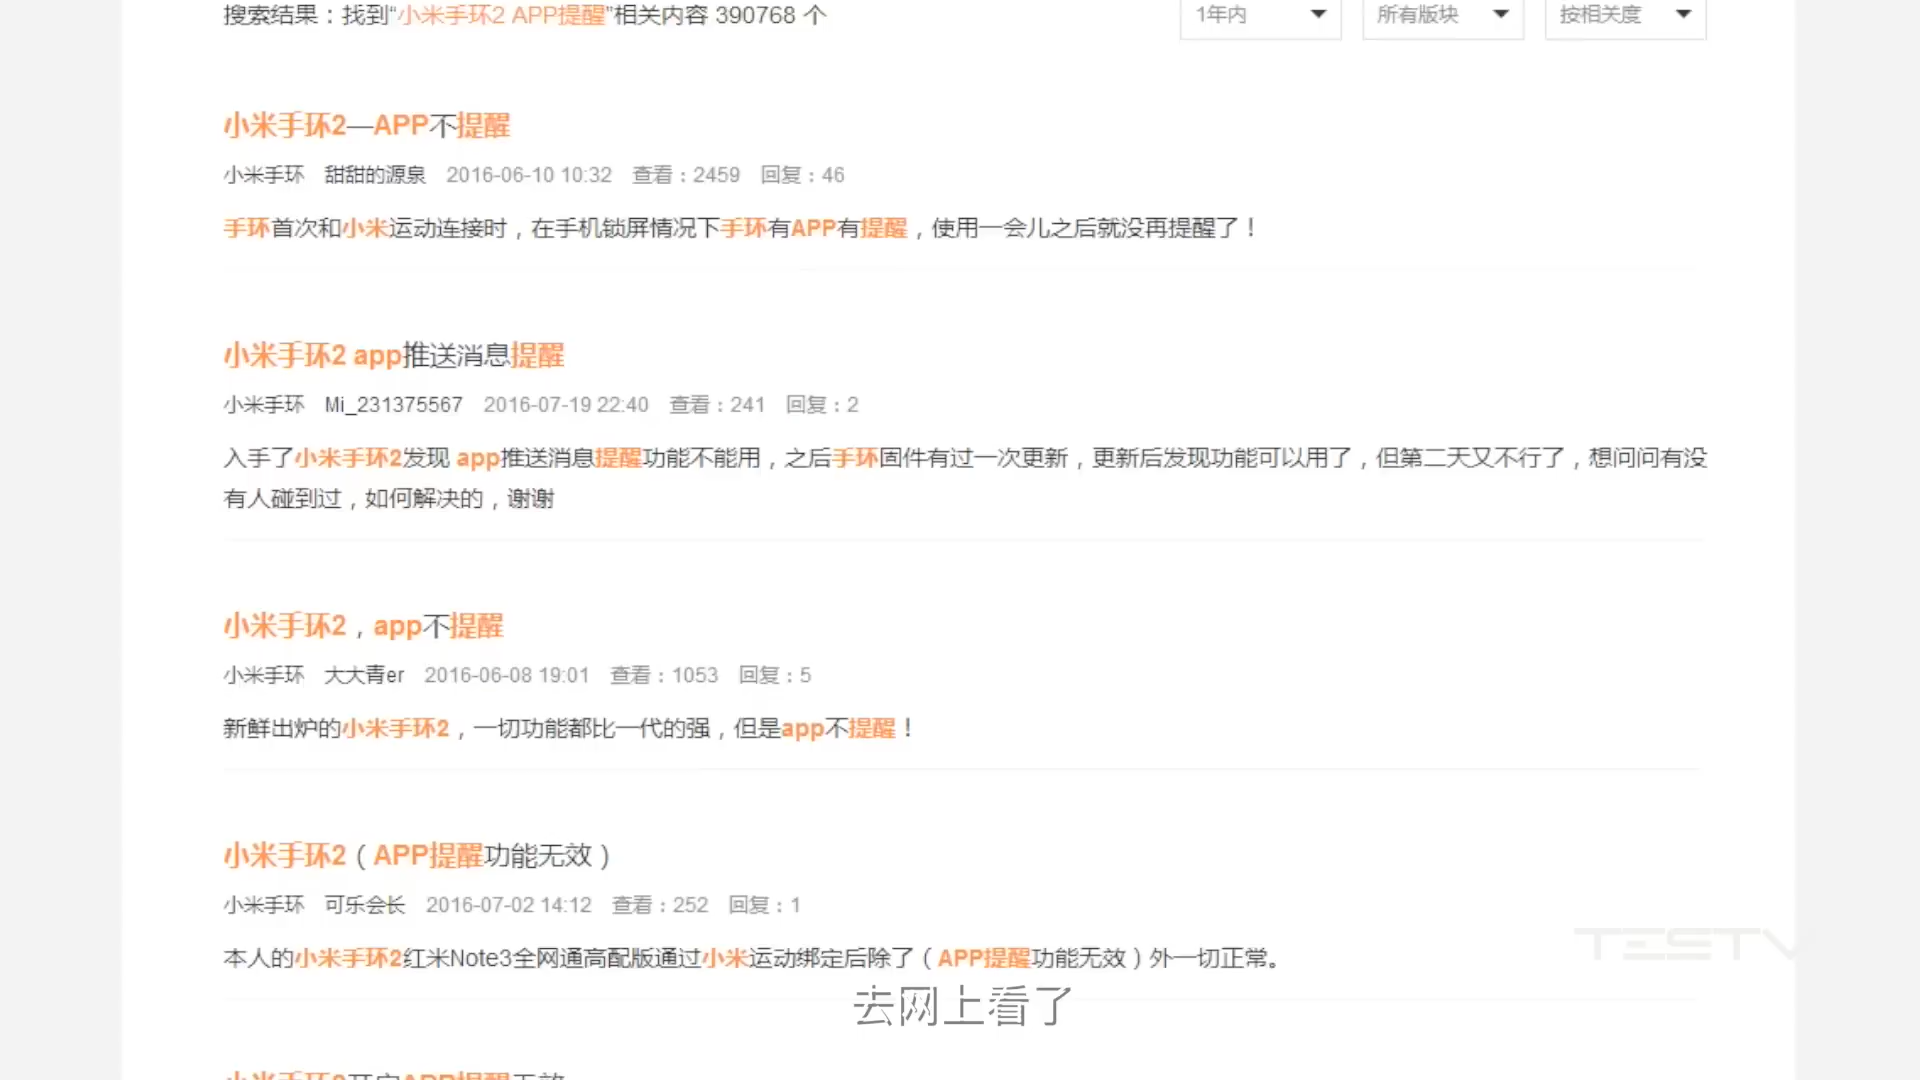 搜索结果：找到“小米手环2 APP提醒”相关内容 390768 个
1年内
所有版块
按相关度
小米手环2—APP不提醒
小米手环 甜甜的源泉 2016-06-10 10:32 查看：2459 回复：46
手环首次和小米运动连接时，在手机锁屏情况下手环有APP有提醒，使用一会儿之后就没再提醒了！
小米手环2 app推送消息提醒
小米手环 Mi_231375567 2016-07-19 22:40 查看：241 回复：2
入手了小米手环2发现 app推送消息提醒功能不能用，之后手环固件有过一次更新，更新后发现功能可以用了，但第二天又不行了，想问问有没
有人碰到过，如何解决的，谢谢
小米手环2，app不提醒
小米手环 大大青er 2016-06-08 19:01 查看：1053 回复：5
新鲜出炉的小米手环2，一切功能都比一代的强，但是app不提醒！
小米手环2（APP提醒功能无效）
小米手环 可乐会长 2016-07-02 14:12 查看：252 回复：1
本人的小米手环2红米Note3全网通高配版通过小米运动绑定后除了（APP提醒功能无效）外一切正常。
TESTV
去网上看了